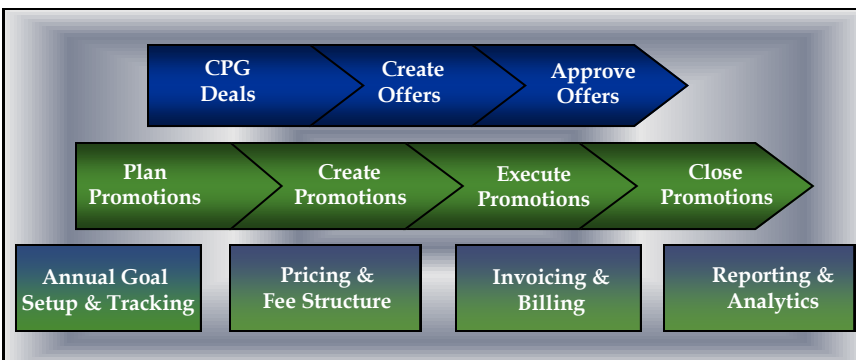 CPG
Deals
Create
Offers
Approve
Offers
Plan
Promotions
Create
Promotions
Execute
Promotions
Close
Promotions
Annual Goal
Setup & Tracking
Pricing &
Fee Structure
Invoicing &
Billing
Reporting &
Analytics